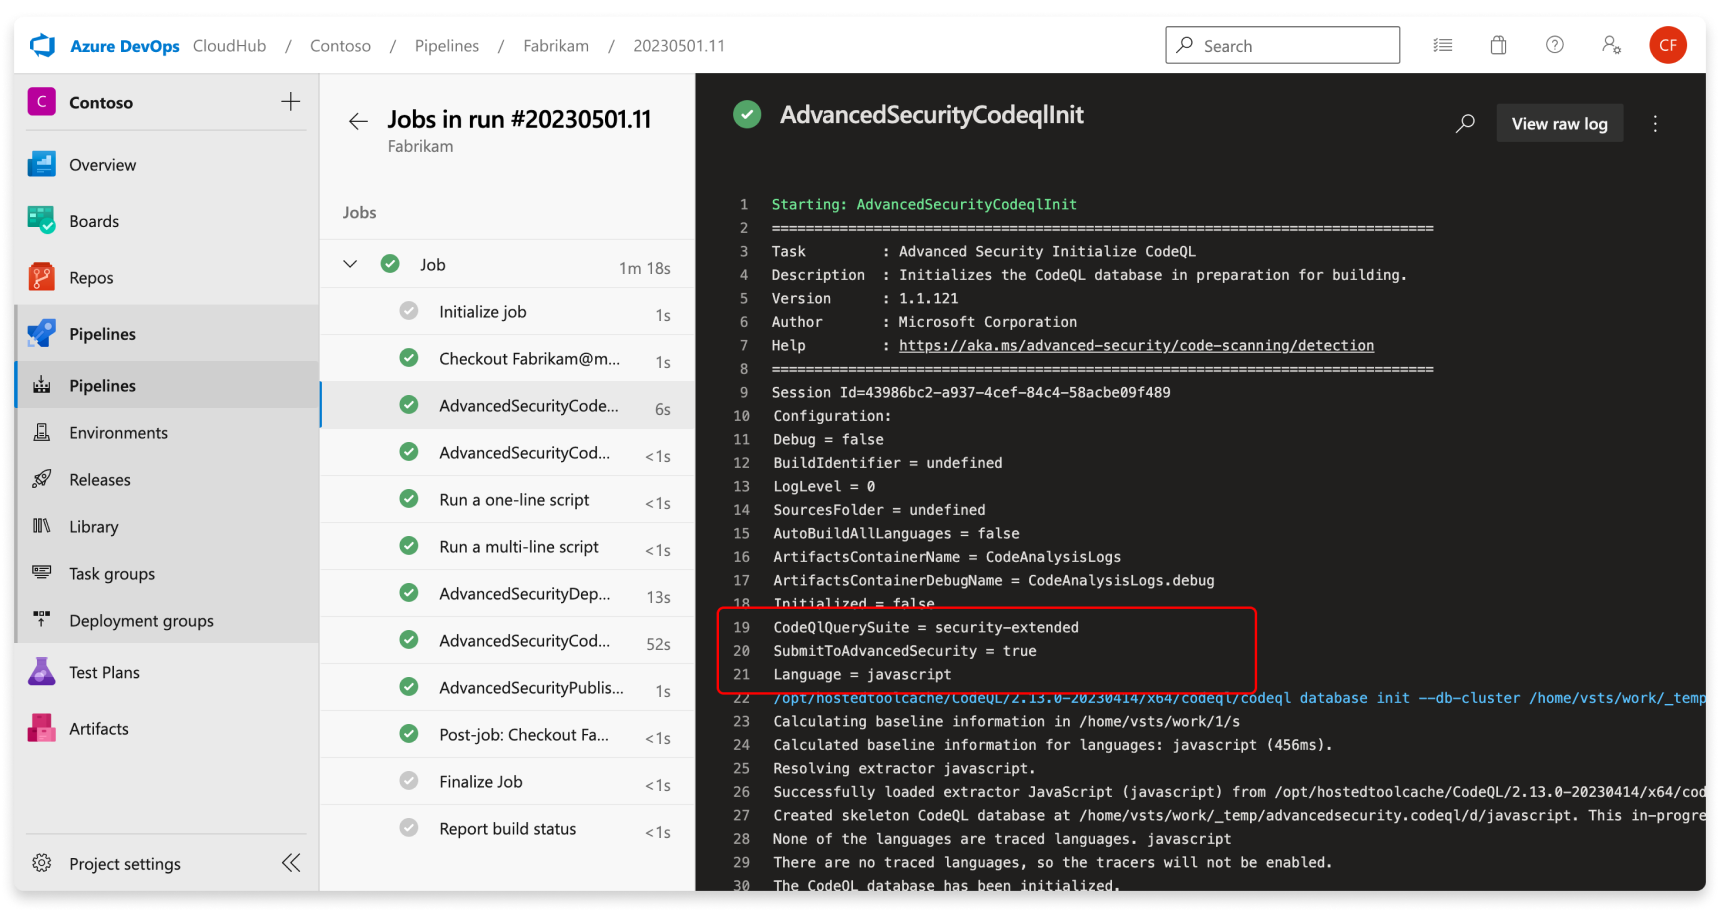 Azure DevOps CloudHub / Contoso / Pipelines / Fabrikam / 20230501.11
Search
CF
C Contoso
Overview
Boards
Repos
Pipelines
Pipelines
Environments
Releases
Library
Task groups
Deployment groups
Test Plans
Artifacts
Project settings
Jobs in run #20230501.11
Fabrikam
Jobs
Job 1m 18s
Initialize job 1s
Checkout Fabrikam@m... 1s
AdvancedSecurityCode... 6s
AdvancedSecurityCod... <1s
Run a one-line script <1s
Run a multi-line script <1s
AdvancedSecurityDep... 13s
AdvancedSecurityCod... 52s
AdvancedSecurityPublis... 1s
Post-job: Checkout Fa... <1s
Finalize Job <1s
Report build status <1s
AdvancedSecurityCodeqlInit
View raw log
1 Starting: AdvancedSecurityCodeqlInit
2 ==============================================================================
3 Task : Advanced Security Initialize CodeQL
4 Description : Initializes the CodeQL database in preparation for building.
5 Version : 1.1.121
6 Author : Microsoft Corporation
7 Help : https://aka.ms/advanced-security/code-scanning/detection
8 ==============================================================================
9 Session Id=43986bc2-a937-4cef-84c4-58acbe09f489
10 Configuration:
11 Debug = false
12 BuildIdentifier = undefined
13 LogLevel = 0
14 SourcesFolder = undefined
15 AutoBuildAllLanguages = false
16 ArtifactsContainerName = CodeAnalysisLogs
17 ArtifactsContainerDebugName = CodeAnalysisLogs.debug
18 Initialized = false
19 CodeQlQuerySuite = security-extended
20 SubmitToAdvancedSecurity = true
21 Language = javascript
22 /opt/hostedtoolcache/CodeQL/2.13.0-20230414/x64/codeql/codeql database init --db-cluster /home/vsts/work/_temp
23 Calculating baseline information in /home/vsts/work/1/s
24 Calculated baseline information for languages: javascript (456ms).
25 Resolving extractor javascript.
26 Successfully loaded extractor JavaScript (javascript) from /opt/hostedtoolcache/CodeQL/2.13.0-20230414/x64/cod
27 Created skeleton CodeQL database at /home/vsts/work/_temp/advancedsecurity.codeql/d/javascript. This in-progre
28 None of the languages are traced languages. javascript
29 There are no traced languages, so the tracers will not be enabled.
30 The CodeQL database has been initialized.